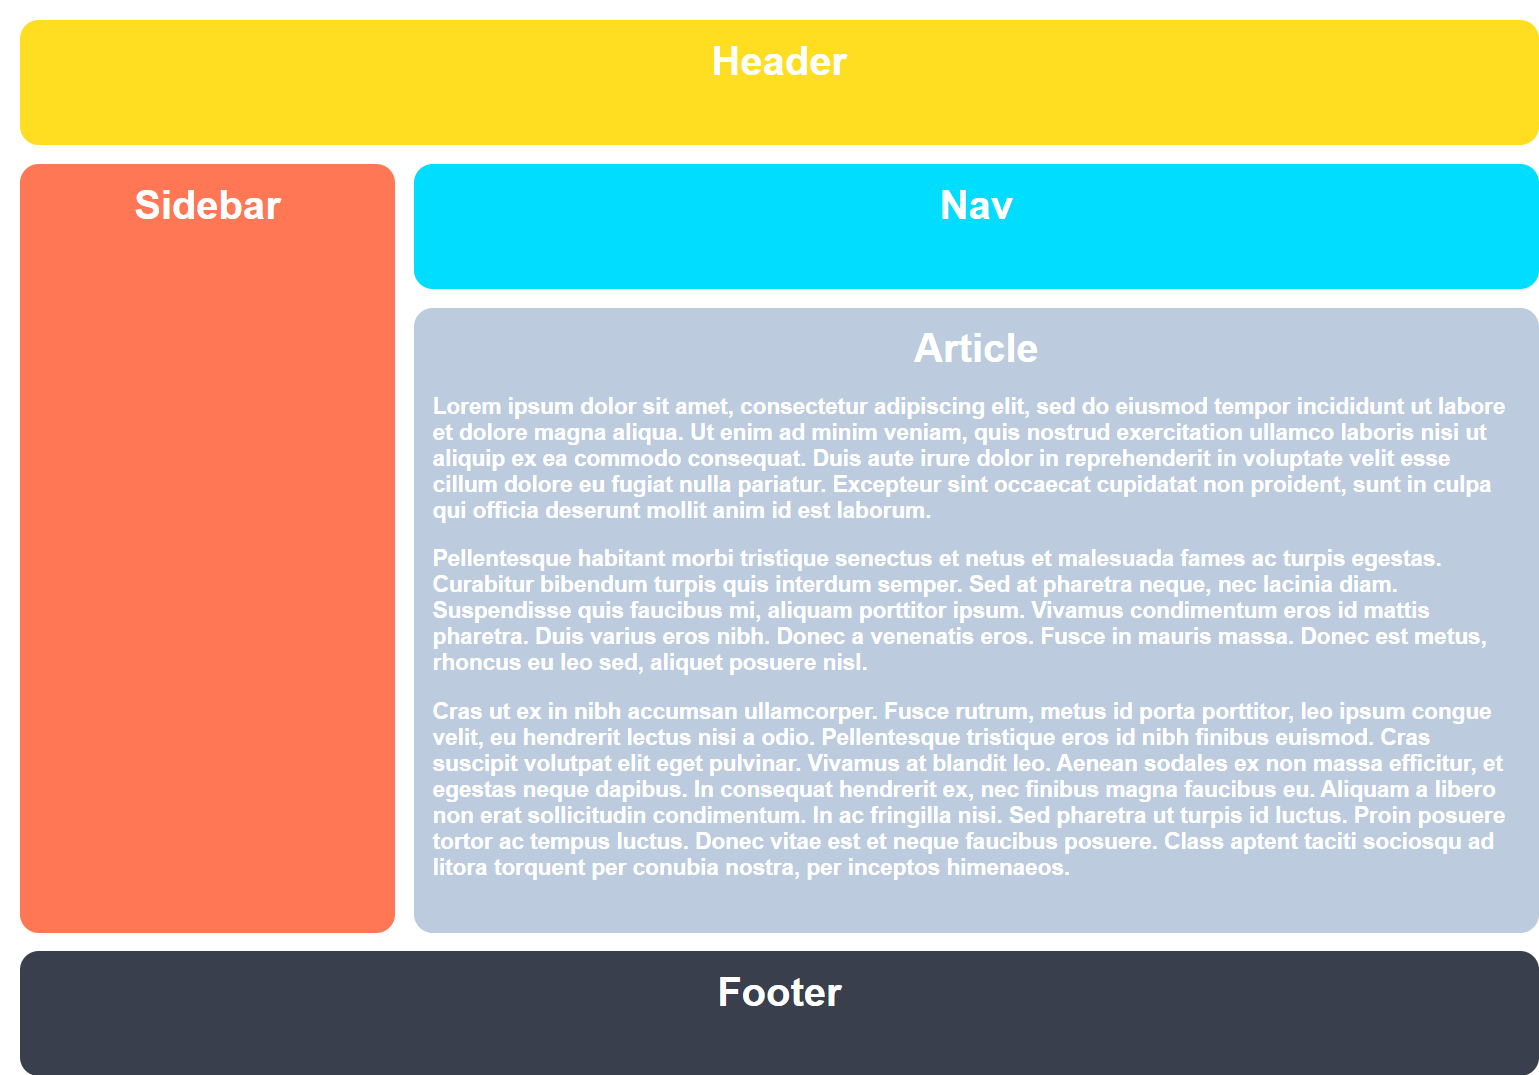 Header
Sidebar
Nav
Article
Lorem ipsum dolor sit amet, consectetur adipiscing elit, sed do eiusmod tempor incididunt ut labore
et dolore magna aliqua. Ut enim ad minim veniam, quis nostrud exercitation ullamco laboris nisi ut
aliquip ex ea commodo consequat. Duis aute irure dolor in reprehenderit in voluptate velit esse
cillum dolore eu fugiat nulla pariatur. Excepteur sint occaecat cupidatat non proident, sunt in culpa
qui officia deserunt mollit anim id est laborum.
Pellentesque habitant morbi tristique senectus et netus et malesuada fames ac turpis egestas.
Curabitur bibendum turpis quis interdum semper. Sed at pharetra neque, nec lacinia diam.
Suspendisse quis faucibus mi, aliquam porttitor ipsum. Vivamus condimentum eros id mattis
pharetra. Duis varius eros nibh. Donec a venenatis eros. Fusce in mauris massa. Donec est metus,
rhoncus eu leo sed, aliquet posuere nisl.
Cras ut ex in nibh accumsan ullamcorper. Fusce rutrum, metus id porta porttitor, leo ipsum congue
velit, eu hendrerit lectus nisi a odio. Pellentesque tristique eros id nibh finibus euismod. Cras
suscipit volutpat elit eget pulvinar. Vivamus at blandit leo. Aenean sodales ex non massa efficitur, et
egestas neque dapibus. In consequat hendrerit ex, nec finibus magna faucibus eu. Aliquam a libero
non erat sollicitudin condimentum. In ac fringilla nisi. Sed pharetra ut turpis id luctus. Proin posuere
tortor ac tempus luctus. Donec vitae est et neque faucibus posuere. Class aptent taciti sociosqu ad
litora torquent per conubia nostra, per inceptos himenaeos.
Footer